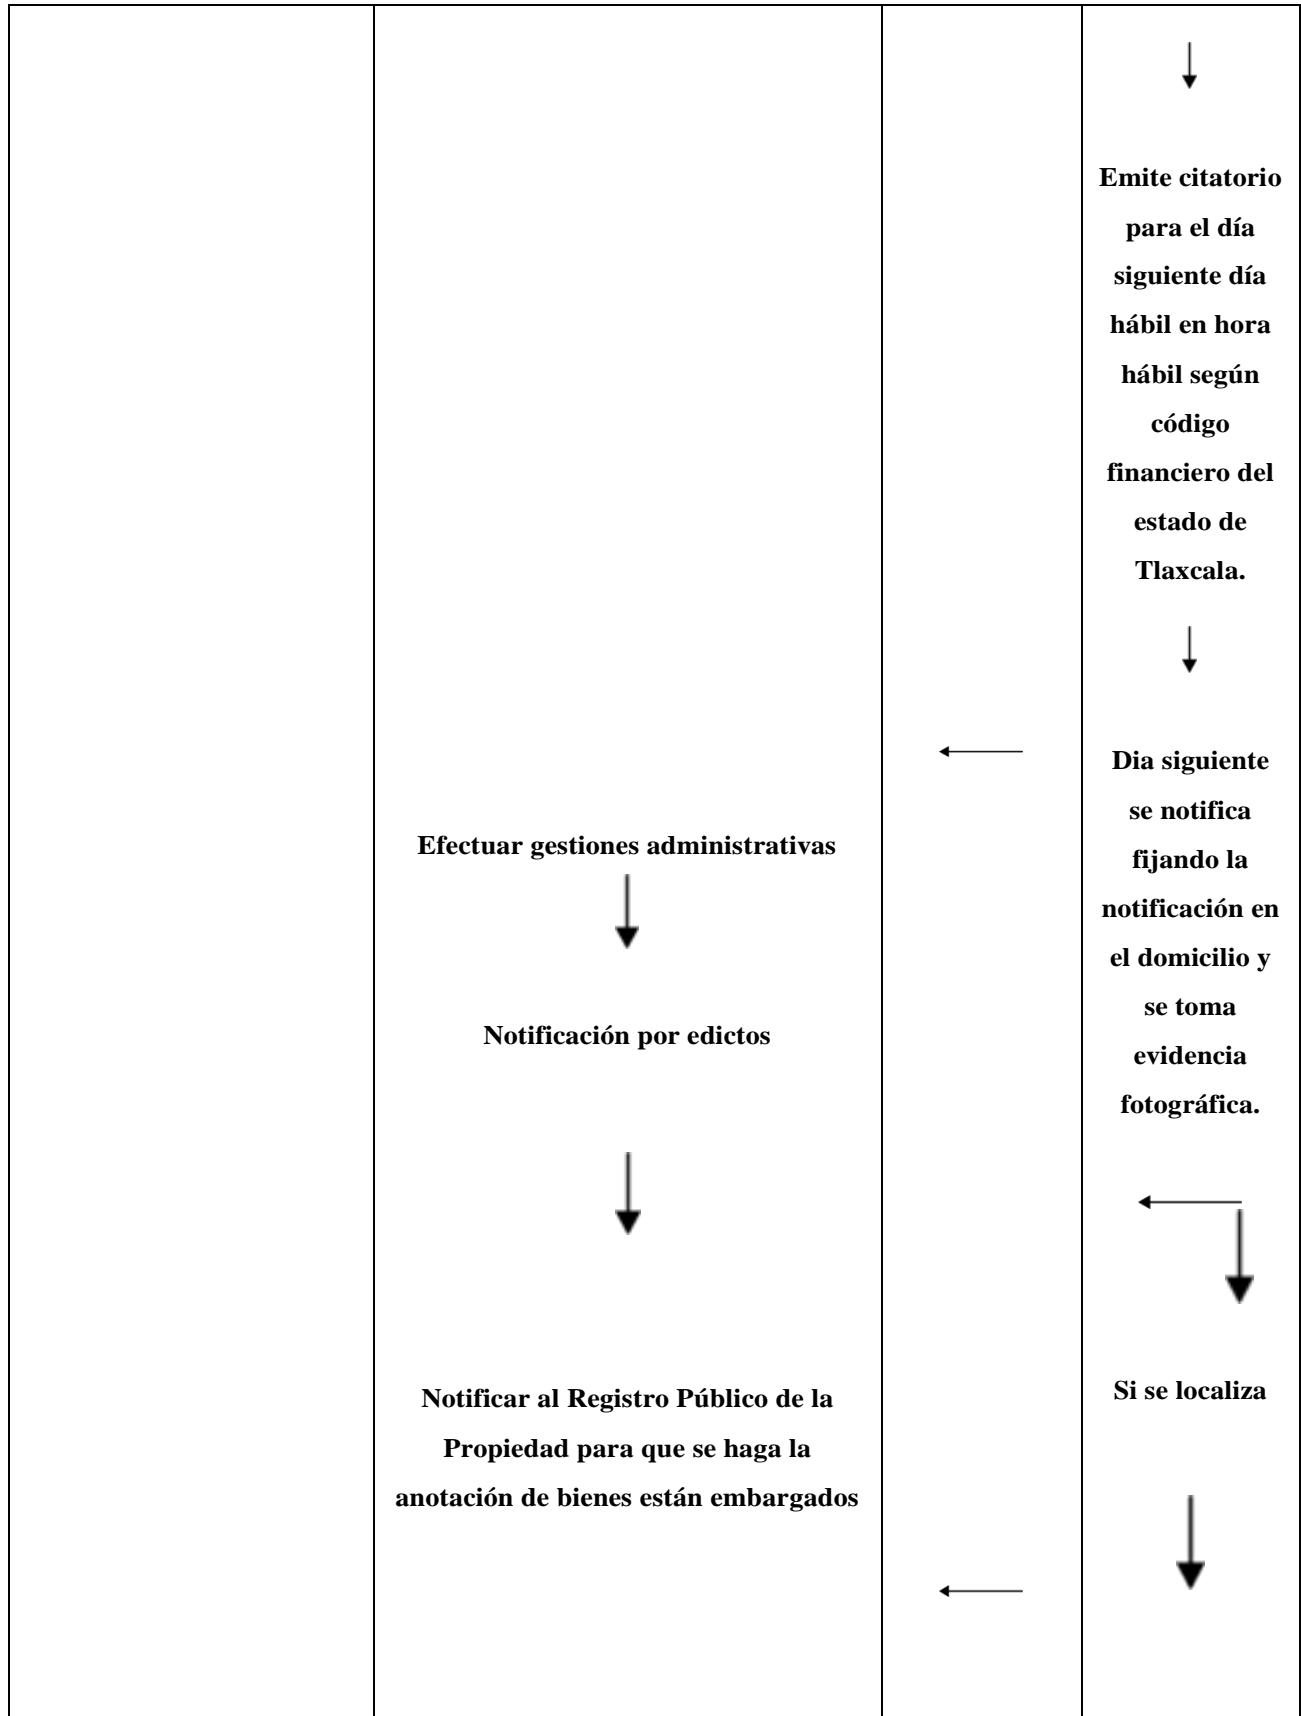 Efectuar gestiones administrativas
Notificación por edictos
Notificar al Registro Público de la
Propiedad para que se haga la
anotación de bienes están embargados
Emite citatorio
para el día
siguiente día
hábil en hora
hábil según
código
financiero del
estado de
Tlaxcala.
Dia siguiente
se notifica
fijando la
notificación en
el domicilio y
se toma
evidencia
fotográfica.
Si se localiza